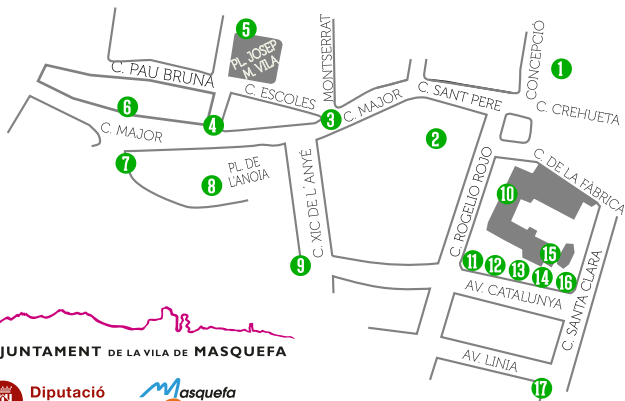 5
PL. JOSEP
M. VILÀ
MONTSERRAT
CONCEPCIÓ
1
C. PAU BRUNA
C. ESCOLES
C. MAJOR
C. SANT PERE
C. CREHUETA
6
4
3
2
C. MAJOR
7
PL. DE
L'ANOIA
8
C. XIC DE L'ANYÉ
C. ROGELIO ROJO
C. DE LA FÀBRICA
10
9
11
12
13
14
15
16
AV. CATALUNYA
C. SANTA CLARA
AV. LINIA
17
JUNTAMENT DE LA VILA DE MASQUEFA
Diputació
Masquefa